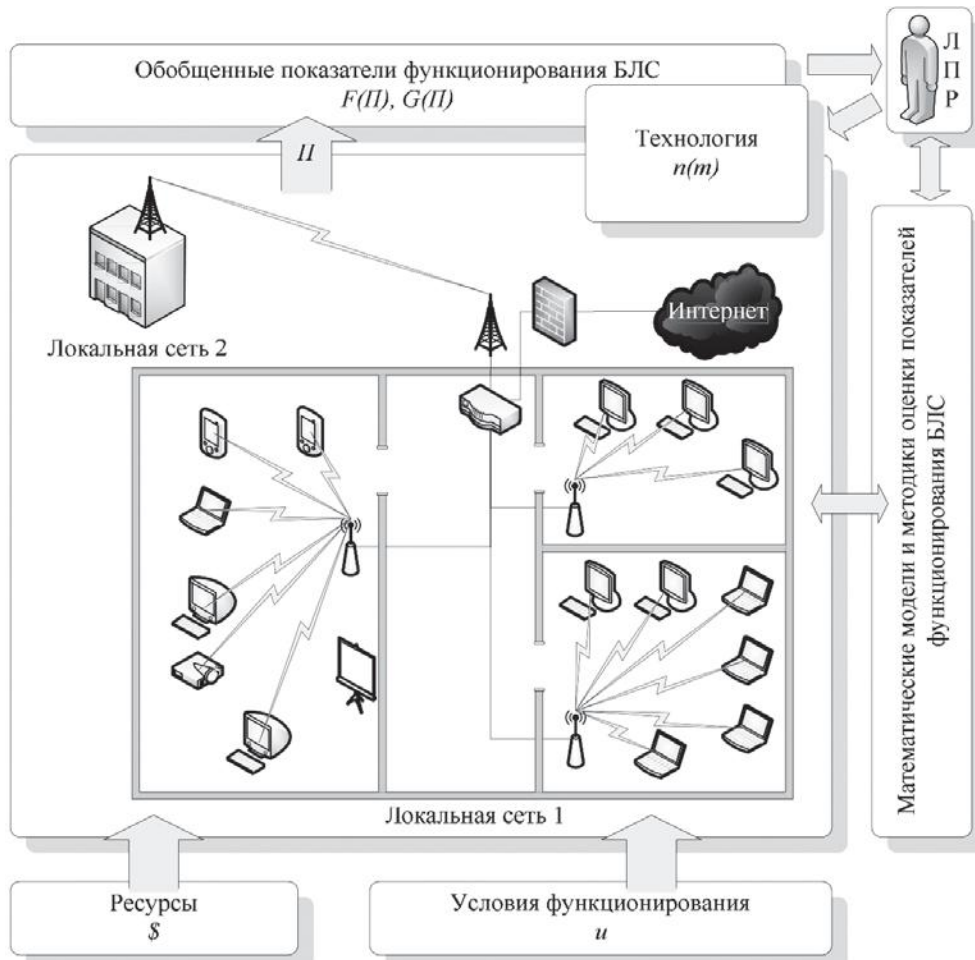 Обобщенные показатели функционирования БЛС
F(П), G(П)
Л
П
Р
Технология
n(m)
П
Локальная сеть 2
Интернет
Математические модели и методики оценки показателей
функционирования БЛС
Локальная сеть 1
Ресурсы
$
Условия функционирования
u